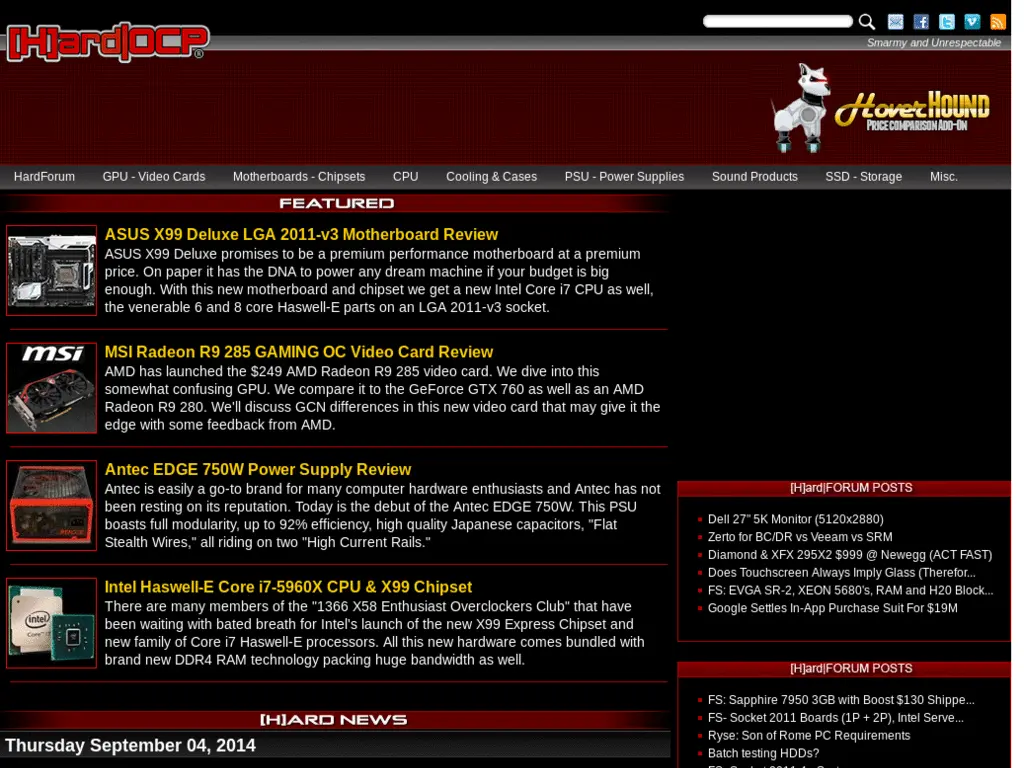 [H]ard|OCP®
Smarmy and Unrespectable
HoverHound
Price comparison Add-On
HardForum GPU - Video Cards Motherboards - Chipsets CPU Cooling & Cases PSU - Power Supplies Sound Products SSD - Storage Misc.
FEATURED
ASUS X99 Deluxe LGA 2011-v3 Motherboard Review
ASUS X99 Deluxe promises to be a premium performance motherboard at a premium
price. On paper it has the DNA to power any dream machine if your budget is big
enough. With this new motherboard and chipset we get a new Intel Core i7 CPU as well,
the venerable 6 and 8 core Haswell-E parts on an LGA 2011-v3 socket.
msi
MSI Radeon R9 285 GAMING OC Video Card Review
AMD has launched the $249 AMD Radeon R9 285 video card. We dive into this
somewhat confusing GPU. We compare it to the GeForce GTX 760 as well as an AMD
Radeon R9 280. We'll discuss GCN differences in this new video card that may give it the
edge with some feedback from AMD.
Antec EDGE 750W Power Supply Review
Antec is easily a go-to brand for many computer hardware enthusiasts and Antec has not
been resting on its reputation. Today is the debut of the Antec EDGE 750W. This PSU
boasts full modularity, up to 92% efficiency, high quality Japanese capacitors, "Flat
Stealth Wires," all riding on two "High Current Rails."
intel
Intel Haswell-E Core i7-5960X CPU & X99 Chipset
There are many members of the "1366 X58 Enthusiast Overclockers Club" that have
been waiting with bated breath for Intel's launch of the new X99 Express Chipset and
new family of Core i7 Haswell-E processors. All this new hardware comes bundled with
brand new DDR4 RAM technology packing huge bandwidth as well.
[H]ARD NEWS
Thursday September 04, 2014
[H]ard|FORUM POSTS
Dell 27" 5K Monitor (5120x2880)
Zerto for BC/DR vs Veeam vs SRM
Diamond & XFX 295X2 $999 @ Newegg (ACT FAST)
Does Touchscreen Always Imply Glass (Therefor...
FS: EVGA SR-2, XEON 5680's, RAM and H20 Block...
Google Settles In-App Purchase Suit For $19M
[H]ard|FORUM POSTS
FS: Sapphire 7950 3GB with Boost $130 Shippe...
FS- Socket 2011 Boards (1P + 2P), Intel Serve...
Ryse: Son of Rome PC Requirements
Batch testing HDDs?